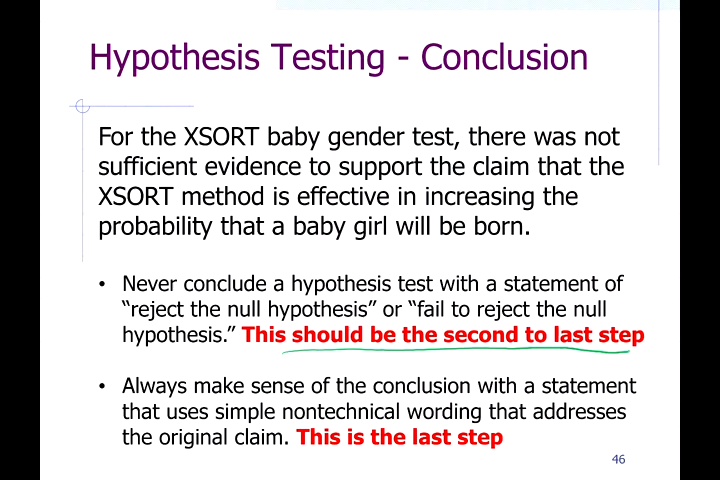 Hypothesis Testing - Conclusion
For the XSORT baby gender test, there was not
sufficient evidence to support the claim that the
XSORT method is effective in increasing the
probability that a baby girl will be born.
• Never conclude a hypothesis test with a statement of
“reject the null hypothesis” or “fail to reject the null
hypothesis.” This should be the second to last step
• Always make sense of the conclusion with a statement
that uses simple nontechnical wording that addresses
the original claim. This is the last step
46